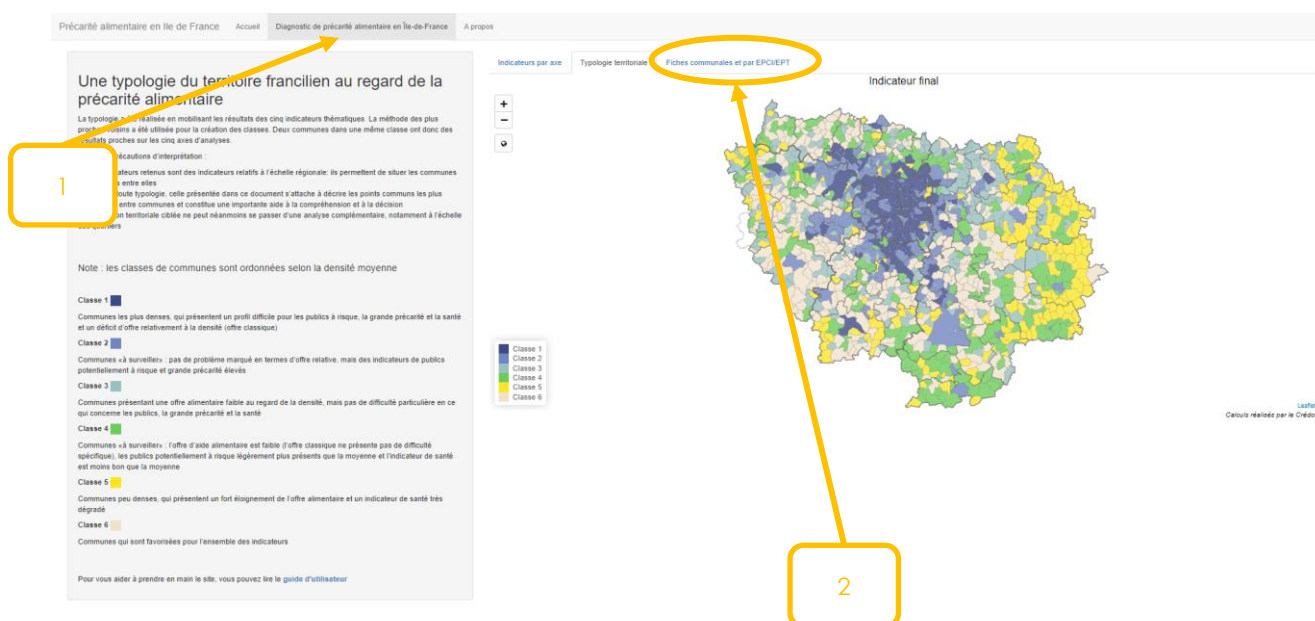 Précarité alimentaire en Ile de France Accueil Diagnostic de précarité alimentaire en Île-de-France A propos
Une typologie du territoire francilien au regard de la
précarité alimentaire
La typologie a été réalisée en mobilisant les résultats des cinq indicateurs thématiques. La méthode des plus
proches voisins a été utilisée pour la création des classes. Deux communes dans une même classe ont donc des
résultats proches sur les cinq axes d'analyses.
écautions d'interprétation :
ateurs retenus sont des indicateurs relatifs à l'échelle régionale: ils permettent de situer les communes
entre elles
oute typologie, celle présentée dans ce document s'attache à décrire les points communs les plus
entre communes et constitue une importante aide à la compréhension et à la décision
on territoriale ciblée ne peut néanmoins se passer d'une analyse complémentaire, notamment à l'échelle
des quartiers
1
Note : les classes de communes sont ordonnées selon la densité moyenne
Classe 1
Communes les plus denses, qui présentent un profil difficile pour les publics à risque, la grande précarité et la santé
et un déficit d'offre relativement à la densité (offre classique)
Classe 2
Communes «à surveiller» : pas de problème marqué en termes d'offre relative, mais des indicateurs de publics
potentiellement à risque et grande précarité élevés
Classe 3
Communes présentant une offre alimentaire faible au regard de la densité, mais pas de difficulté particulière en ce
qui concerne les publics, la grande précarité et la santé
Classe 4
Communes «à surveiller» : l'offre d'aide alimentaire est faible (l'offre classique ne présente pas de difficulté
spécifique), les publics potentiellement à risque légèrement plus présents que la moyenne et l'indicateur de santé
est moins bon que la moyenne
Classe 5
Communes peu denses, qui présentent un fort éloignement de l'offre alimentaire et un indicateur de santé très
dégradé
Classe 6
Communes qui sont favorisées pour l'ensemble des indicateurs
Pour vous aider à prendre en main le site, vous pouvez lire le guide d'utilisateur
Indicateurs par axe Typologie territoriale Fiches communales et par EPCI/EPT
Indicateur final
+
−
Classe 1
Classe 2
Classe 3
Classe 4
Classe 5
Classe 6
Leaflet
Calculs réalisés par le Crédo
2